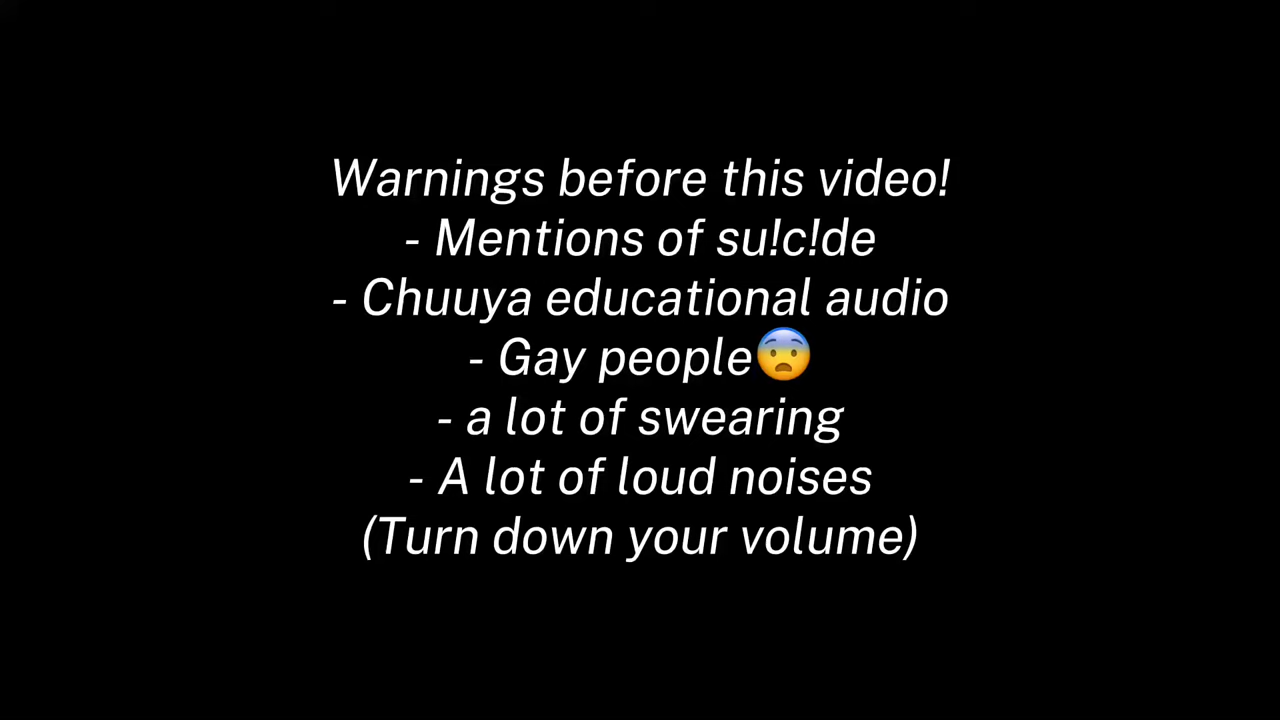 Warnings before this video!
- Mentions of su!c!de
- Chuuya educational audio
- Gay people😨
- a lot of swearing
- A lot of loud noises
(Turn down your volume)